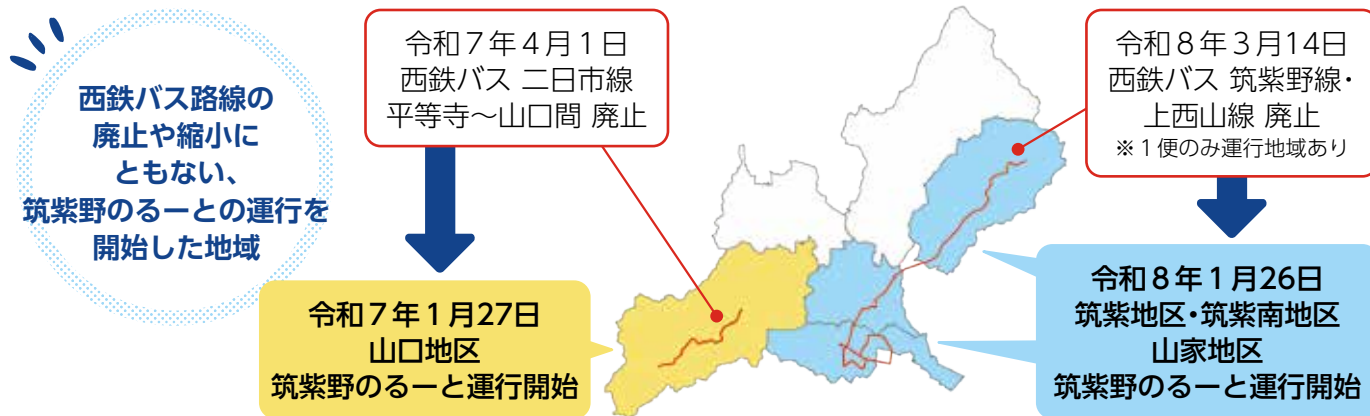 西鉄バス路線の
廃止や縮小に
ともない、
筑紫野のるーとの運行を
開始した地域
令和７年４月１日
西鉄バス 二日市線
平等寺～山口間 廃止
令和７年１月27日
山口地区
筑紫野のるーと運行開始
令和８年３月14日
西鉄バス 筑紫野線・
上西山線 廃止
※１便のみ運行地域あり
令和８年１月26日
筑紫地区・筑紫南地区
山家地区
筑紫野のるーと運行開始